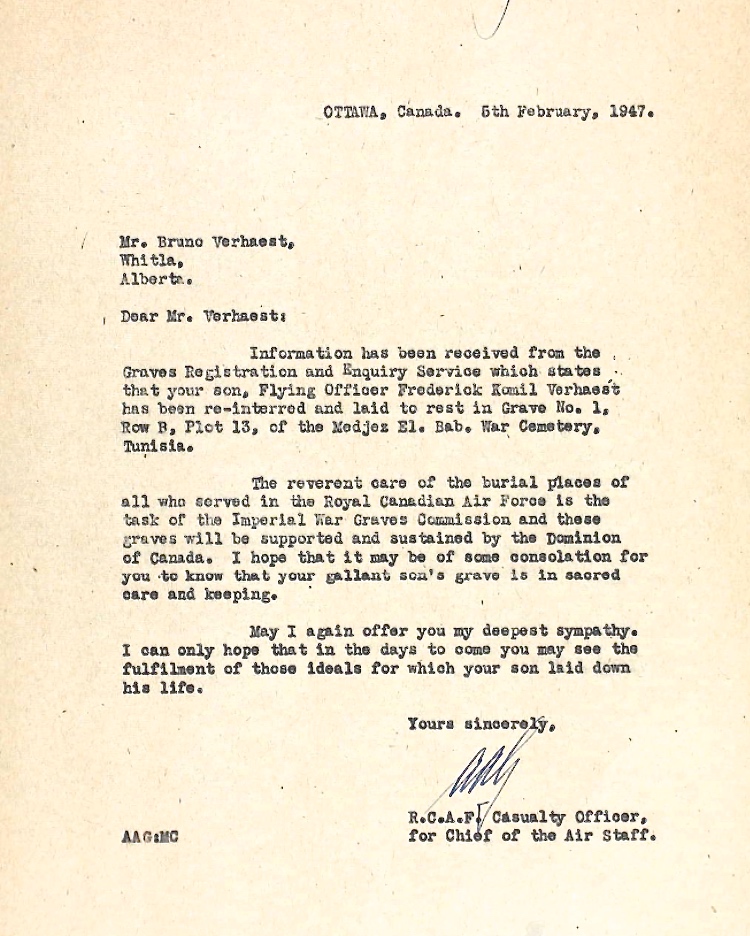 OTTAWA, Canada. 5th February, 1947.
Mr. Bruno Verhaest,
Whitla,
Alberta.
Dear Mr. Verhaest:
Information has been received from the
Graves Registration and Enquiry Service which states
that your son, Flying Officer Frederick Komil Verhaest
has been re-interred and laid to rest in Grave No. 1,
Row B, Plot 13, of the Medjez El. Bab. War Cemetery,
Tunisia.
The reverent care of the burial places of
all who served in the Royal Canadian Air Force is the
task of the Imperial War Graves Commission and these
graves will be supported and sustained by the Dominion
of Canada. I hope that it may be of some consolation for
you to know that your gallant son's grave is in sacred
care and keeping.
May I again offer you my deepest sympathy.
I can only hope that in the days to come you may see the
fulfilment of those ideals for which your son laid down
his life.
Yours sincerely,
R.C.A.F. Casualty Officer,
for Chief of the Air Staff.
AAG:MC